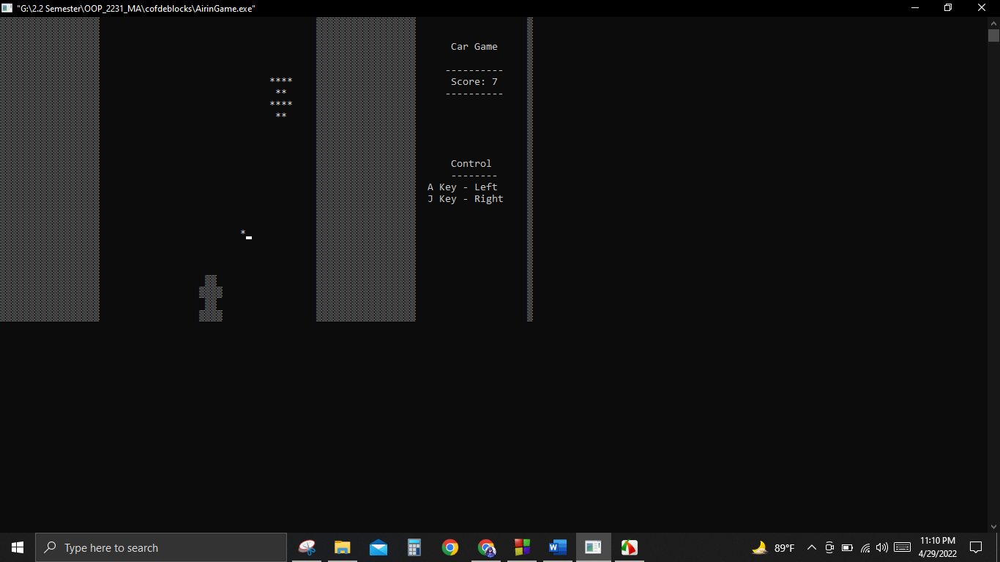 "G:\2.2 Semester\OOP_2231_MA\cofdeblocks\AirinGame.exe"
Car Game
----------
Score: 7
----------
****
**
****
**
Control
--------
A Key - Left
J Key - Right
*
Type here to search
89°F
11:10 PM
4/29/2022